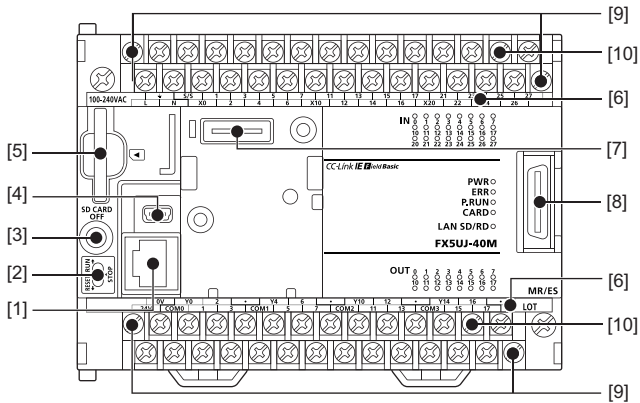 [9]
[10]
• S/S 1 3 5 7 11 13 15 17 21 23 25 27
100-240VAC L N X0 2 4 6 X10 12 14 16 X20 22 24 26
[6]
IN 0 1 2 3 4 5 6 7
10 11 12 13 14 15 16 17
20 21 22 23 24 25 26 27
[5]
[7]
CC-Link IE Field Basic
[4]
PWR
ERR
P.RUN
CARD
[8]
SD CARD
OFF
LAN SD/RD
[3]
FX5UJ-40M
RESET RUN
STOP
[2]
OUT 0 1 2 3 4 5 6 7
10 11 12 13 14 15 16 17
MR/ES
[6]
0V Y0 2 • Y4 6 • Y10 12 • Y14 16 •
[1]
24V COM0 1 3 COM1 5 7 COM2 11 13 COM3 15 17
LOT
[10]
[9]